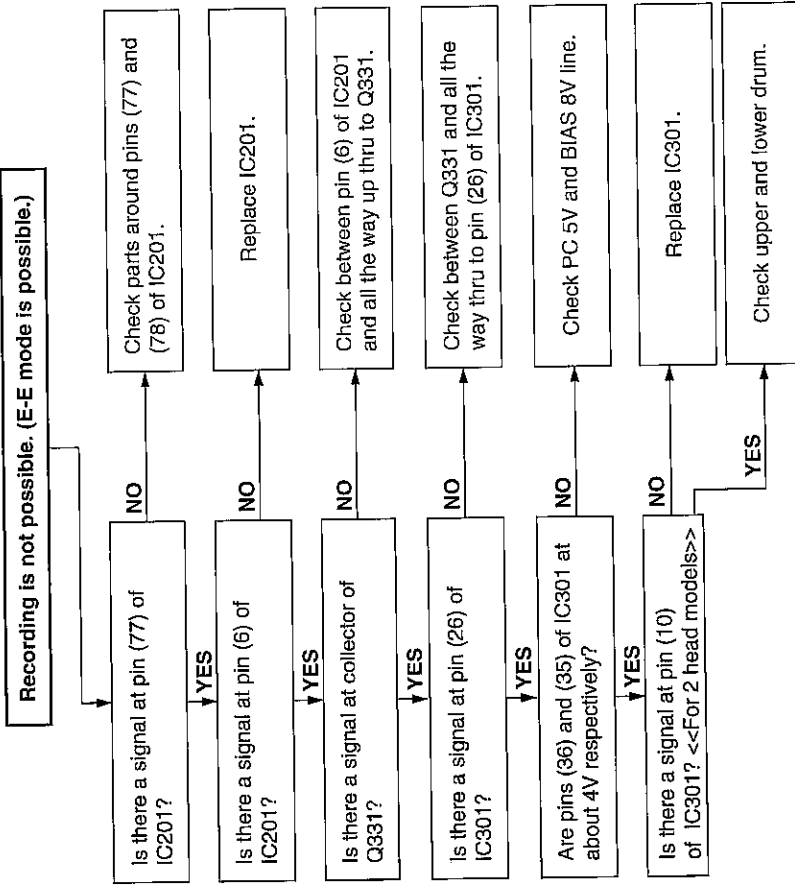 Recording is not possible. (E-E mode is possible.)
Is there a signal at pin (77) of
IC201?
NO
Check parts around pins (77) and
(78) of IC201.
YES
Is there a signal at pin (6) of
IC201?
NO
Replace IC201.
YES
Is there a signal at collector of
Q331?
NO
Check between pin (6) of IC201
and all the way up thru to Q331.
YES
Is there a signal at pin (26) of
IC301?
NO
Check between Q331 and all the
way thru to pin (26) of IC301.
YES
Are pins (36) and (35) of IC301 at
about 4V respectively?
NO
Check PC 5V and BIAS 8V line.
YES
Is there a signal at pin (10)
of IC301? <<For 2 head models>>
NO
Replace IC301.
YES
Check upper and lower drum.